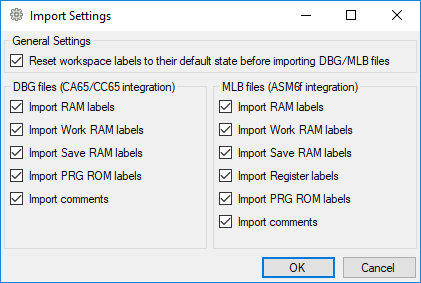 Import Settings
General Settings
Reset workspace labels to their default state before importing DBG/MLB files
DBG files (CA65/CC65 integration)
Import RAM labels
Import Work RAM labels
Import Save RAM labels
Import PRG ROM labels
Import comments
MLB files (ASM6f integration)
Import RAM labels
Import Work RAM labels
Import Save RAM labels
Import Register labels
Import PRG ROM labels
Import comments
OK
Cancel